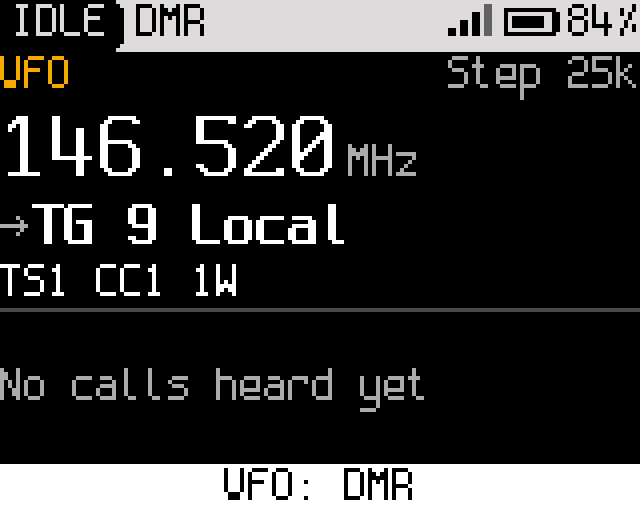 IDLE DMR 84%
VFO Step 25k
146.520 MHz
→TG 9 Local
TS1 CC1 1W
No calls heard yet
VFO: DMR